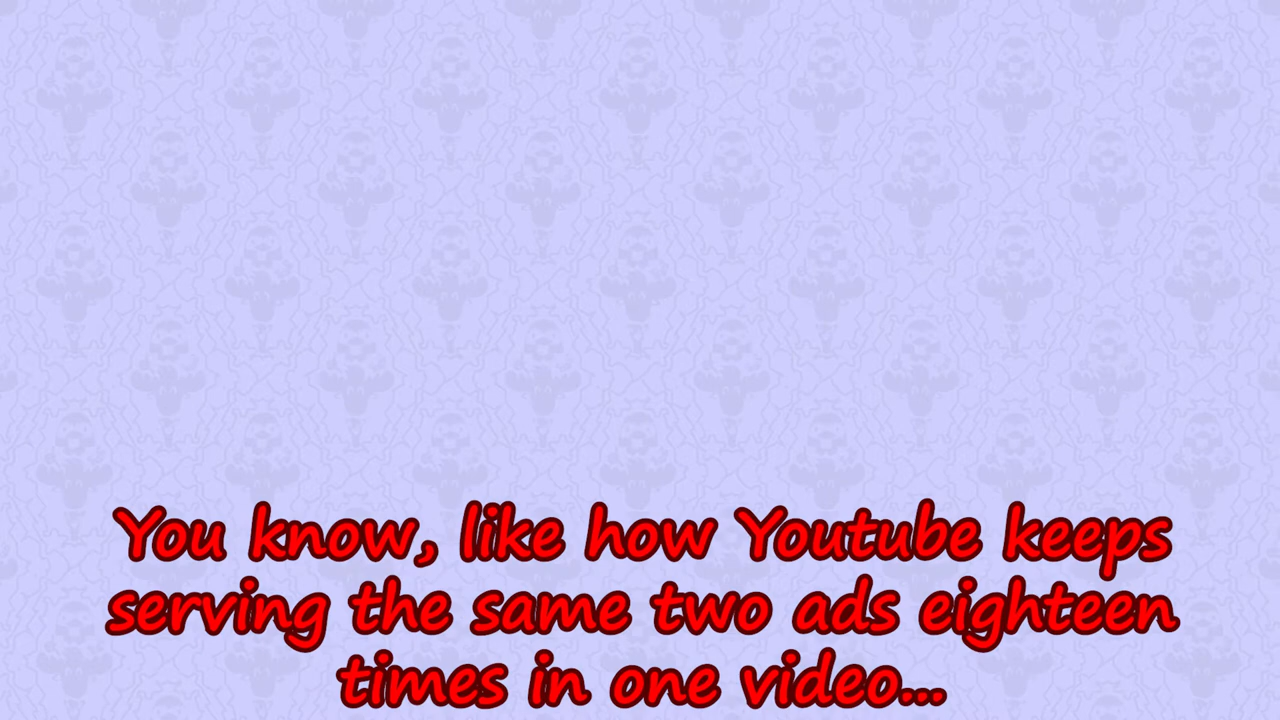 You know, like how Youtube keeps
serving the same two ads eighteen
times in one video...